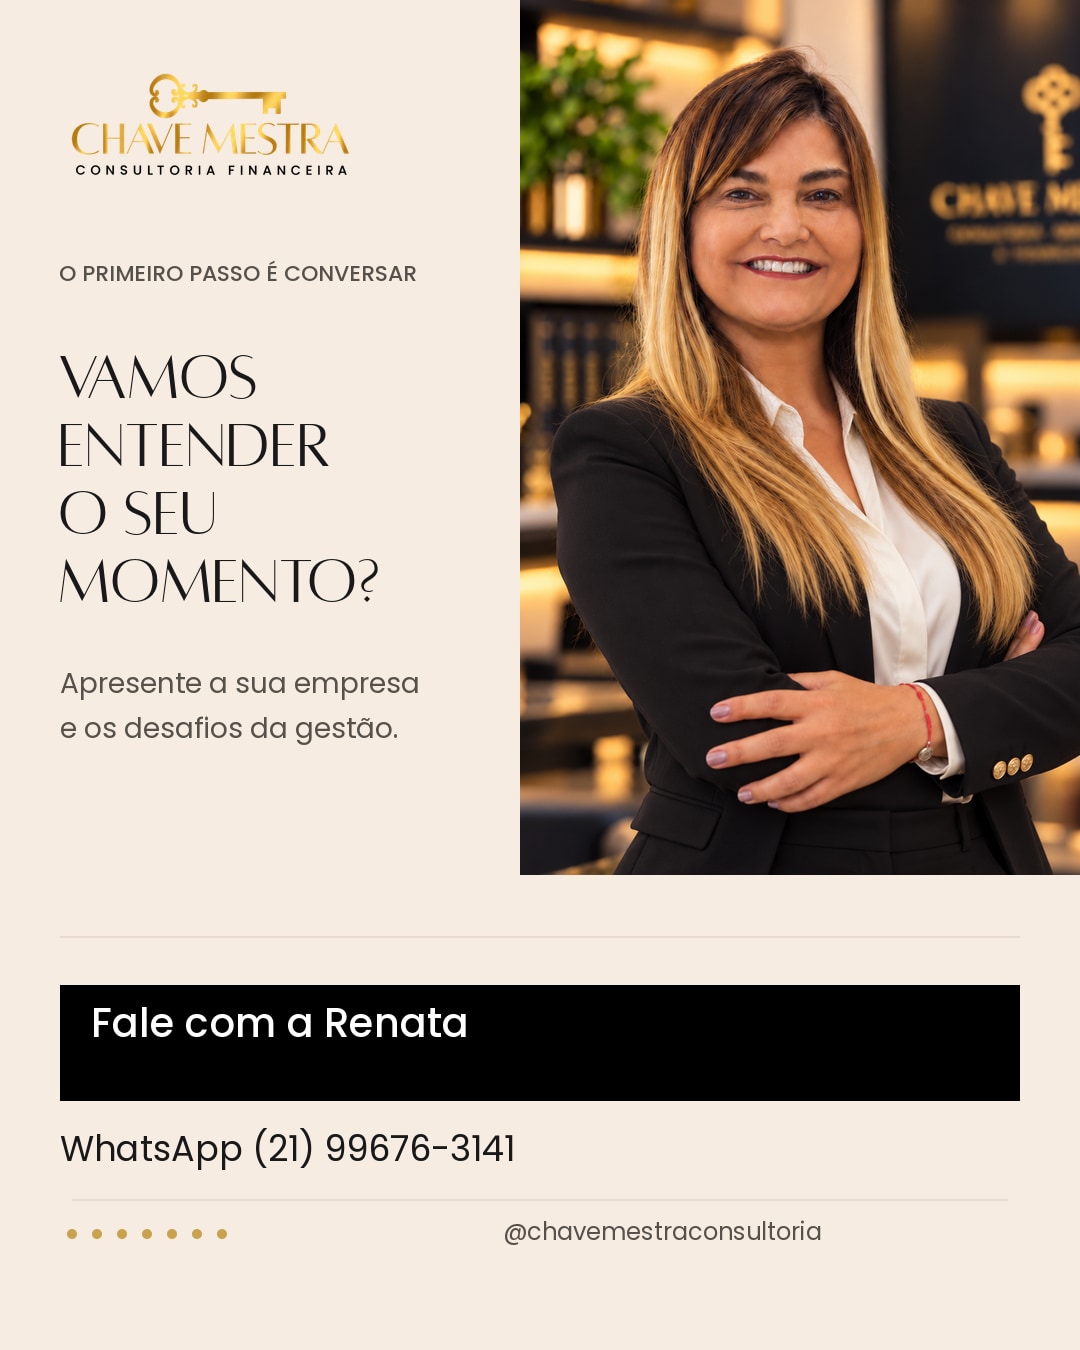 CHAVE MESTRA
CONSULTORIA FINANCEIRA
O PRIMEIRO PASSO É CONVERSAR
VAMOS
ENTENDER
O SEU
MOMENTO?
Apresente a sua empresa
e os desafios da gestão.
CHAVE
Fale com a Renata
WhatsApp (21) 99676-3141
@chavemestraconsultoria